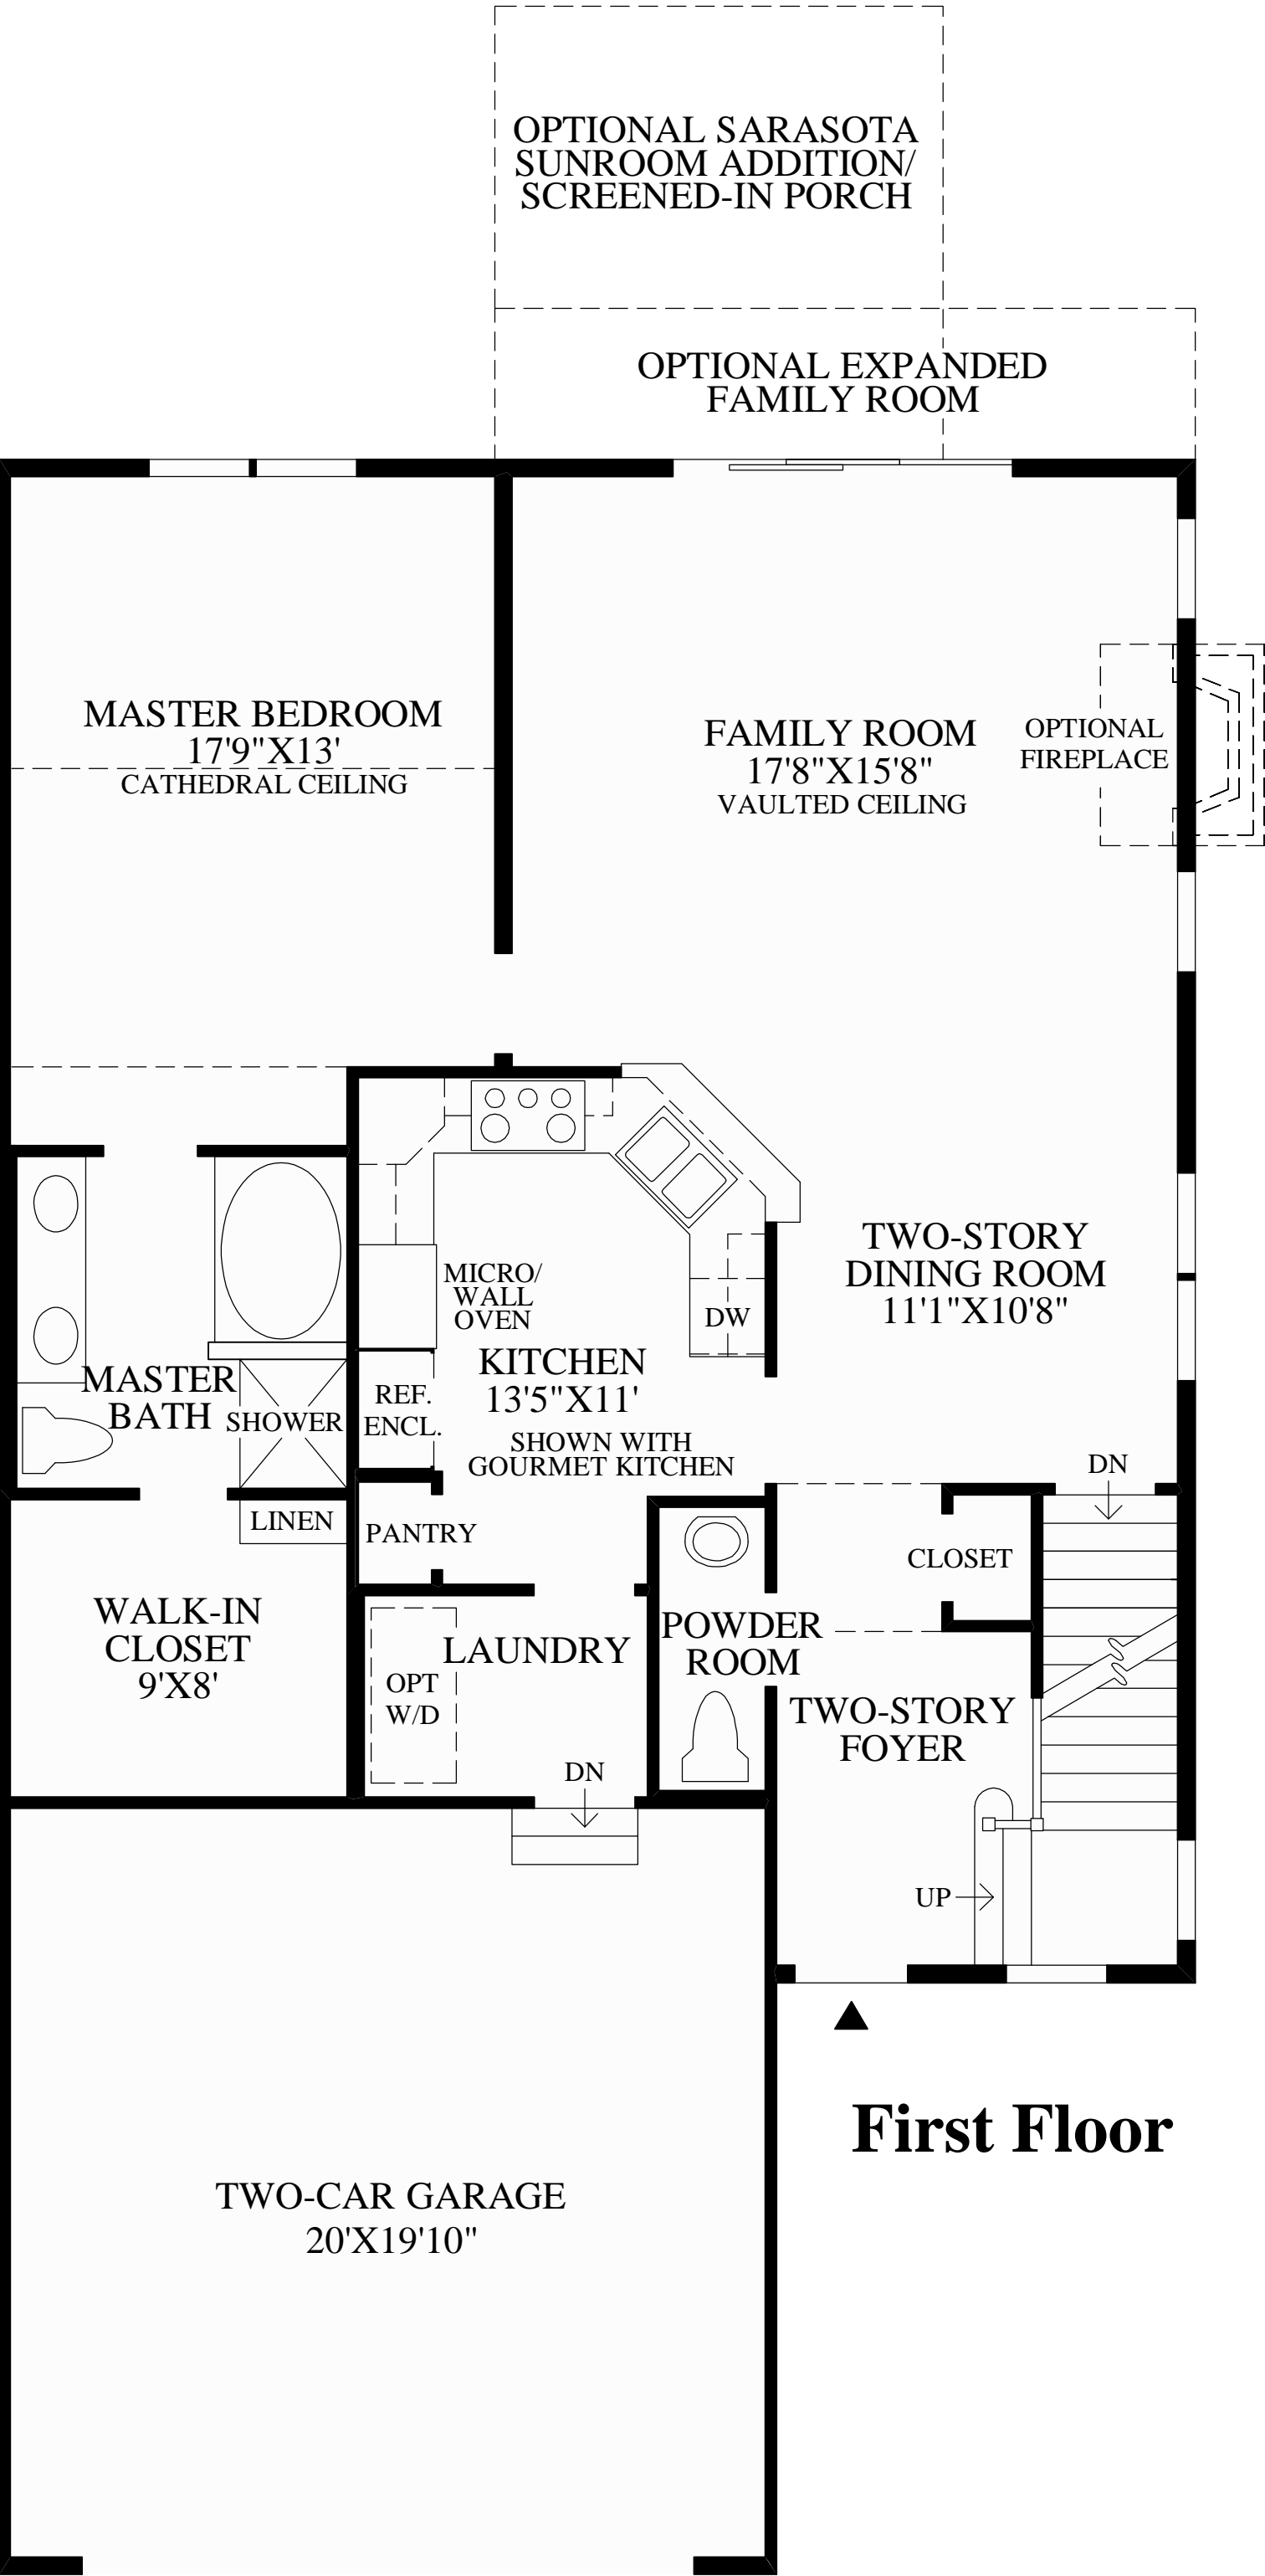 OPTIONAL SARASOTA
SUNROOM ADDITION/
SCREENED-IN PORCH
OPTIONAL EXPANDED
FAMILY ROOM
MASTER BEDROOM
17'9"X13'
CATHEDRAL CEILING
FAMILY ROOM
17'8"X15'8"
VAULTED CEILING
OPTIONAL
FIREPLACE
TWO-STORY
DINING ROOM
11'1"X10'8"
MICRO/
WALL
OVEN
DW
KITCHEN
13'5"X11'
SHOWN WITH
GOURMET KITCHEN
REF.
ENCL.
MASTER
BATH
SHOWER
LINEN
PANTRY
DN
CLOSET
WALK-IN
CLOSET
9'X8'
LAUNDRY
OPT
W/D
POWDER
ROOM
TWO-STORY
FOYER
DN
UP
First Floor
TWO-CAR GARAGE
20'X19'10"